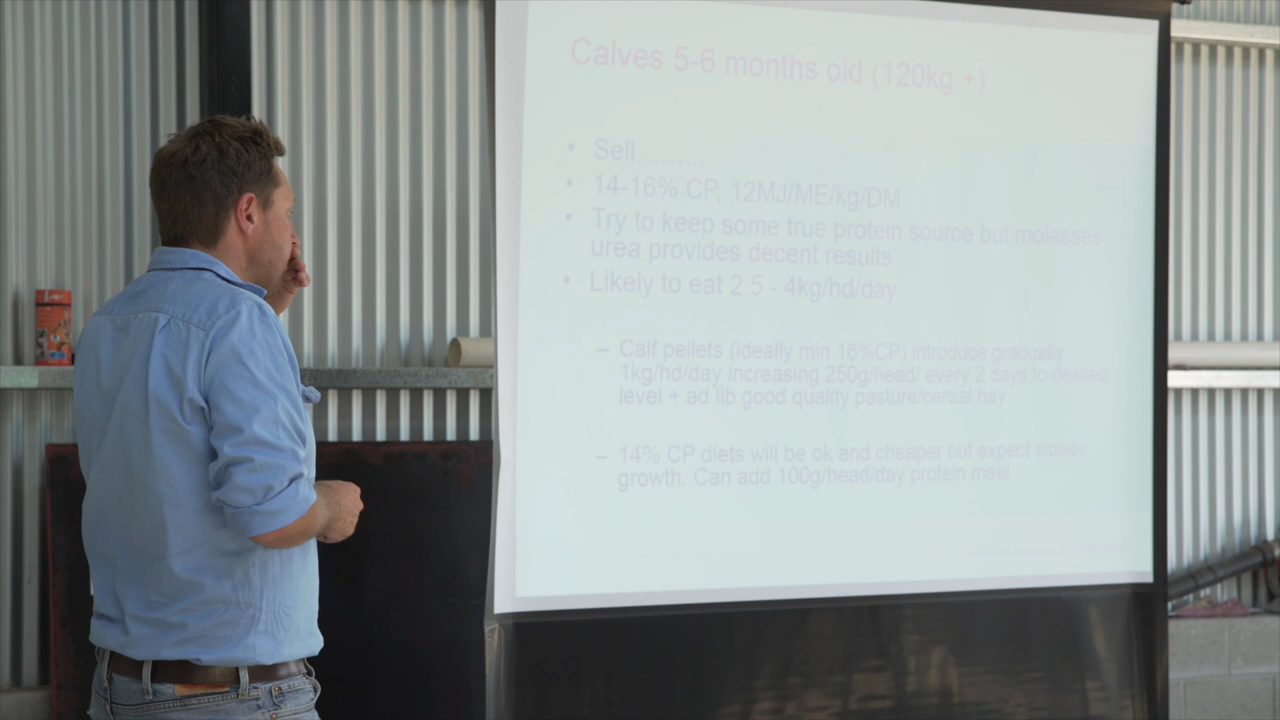 Calves 5-6 months old (120kg +)
• Sell........
• 14-16% CP, 12MJ/ME/kg/DM
• Try to keep some true protein source but molasses
urea provides decent results
• Likely to eat 2.5 - 4kg/hd/day
– Calf pellets (ideally min 16%CP) introduce gradually
1kg/hd/day increasing 250g/head/ every 2 days to desired
level + ad lib good quality pasture/cereal hay
– 14% CP diets will be ok and cheaper but expect slower
growth. Can add 100g/head/day protein meal